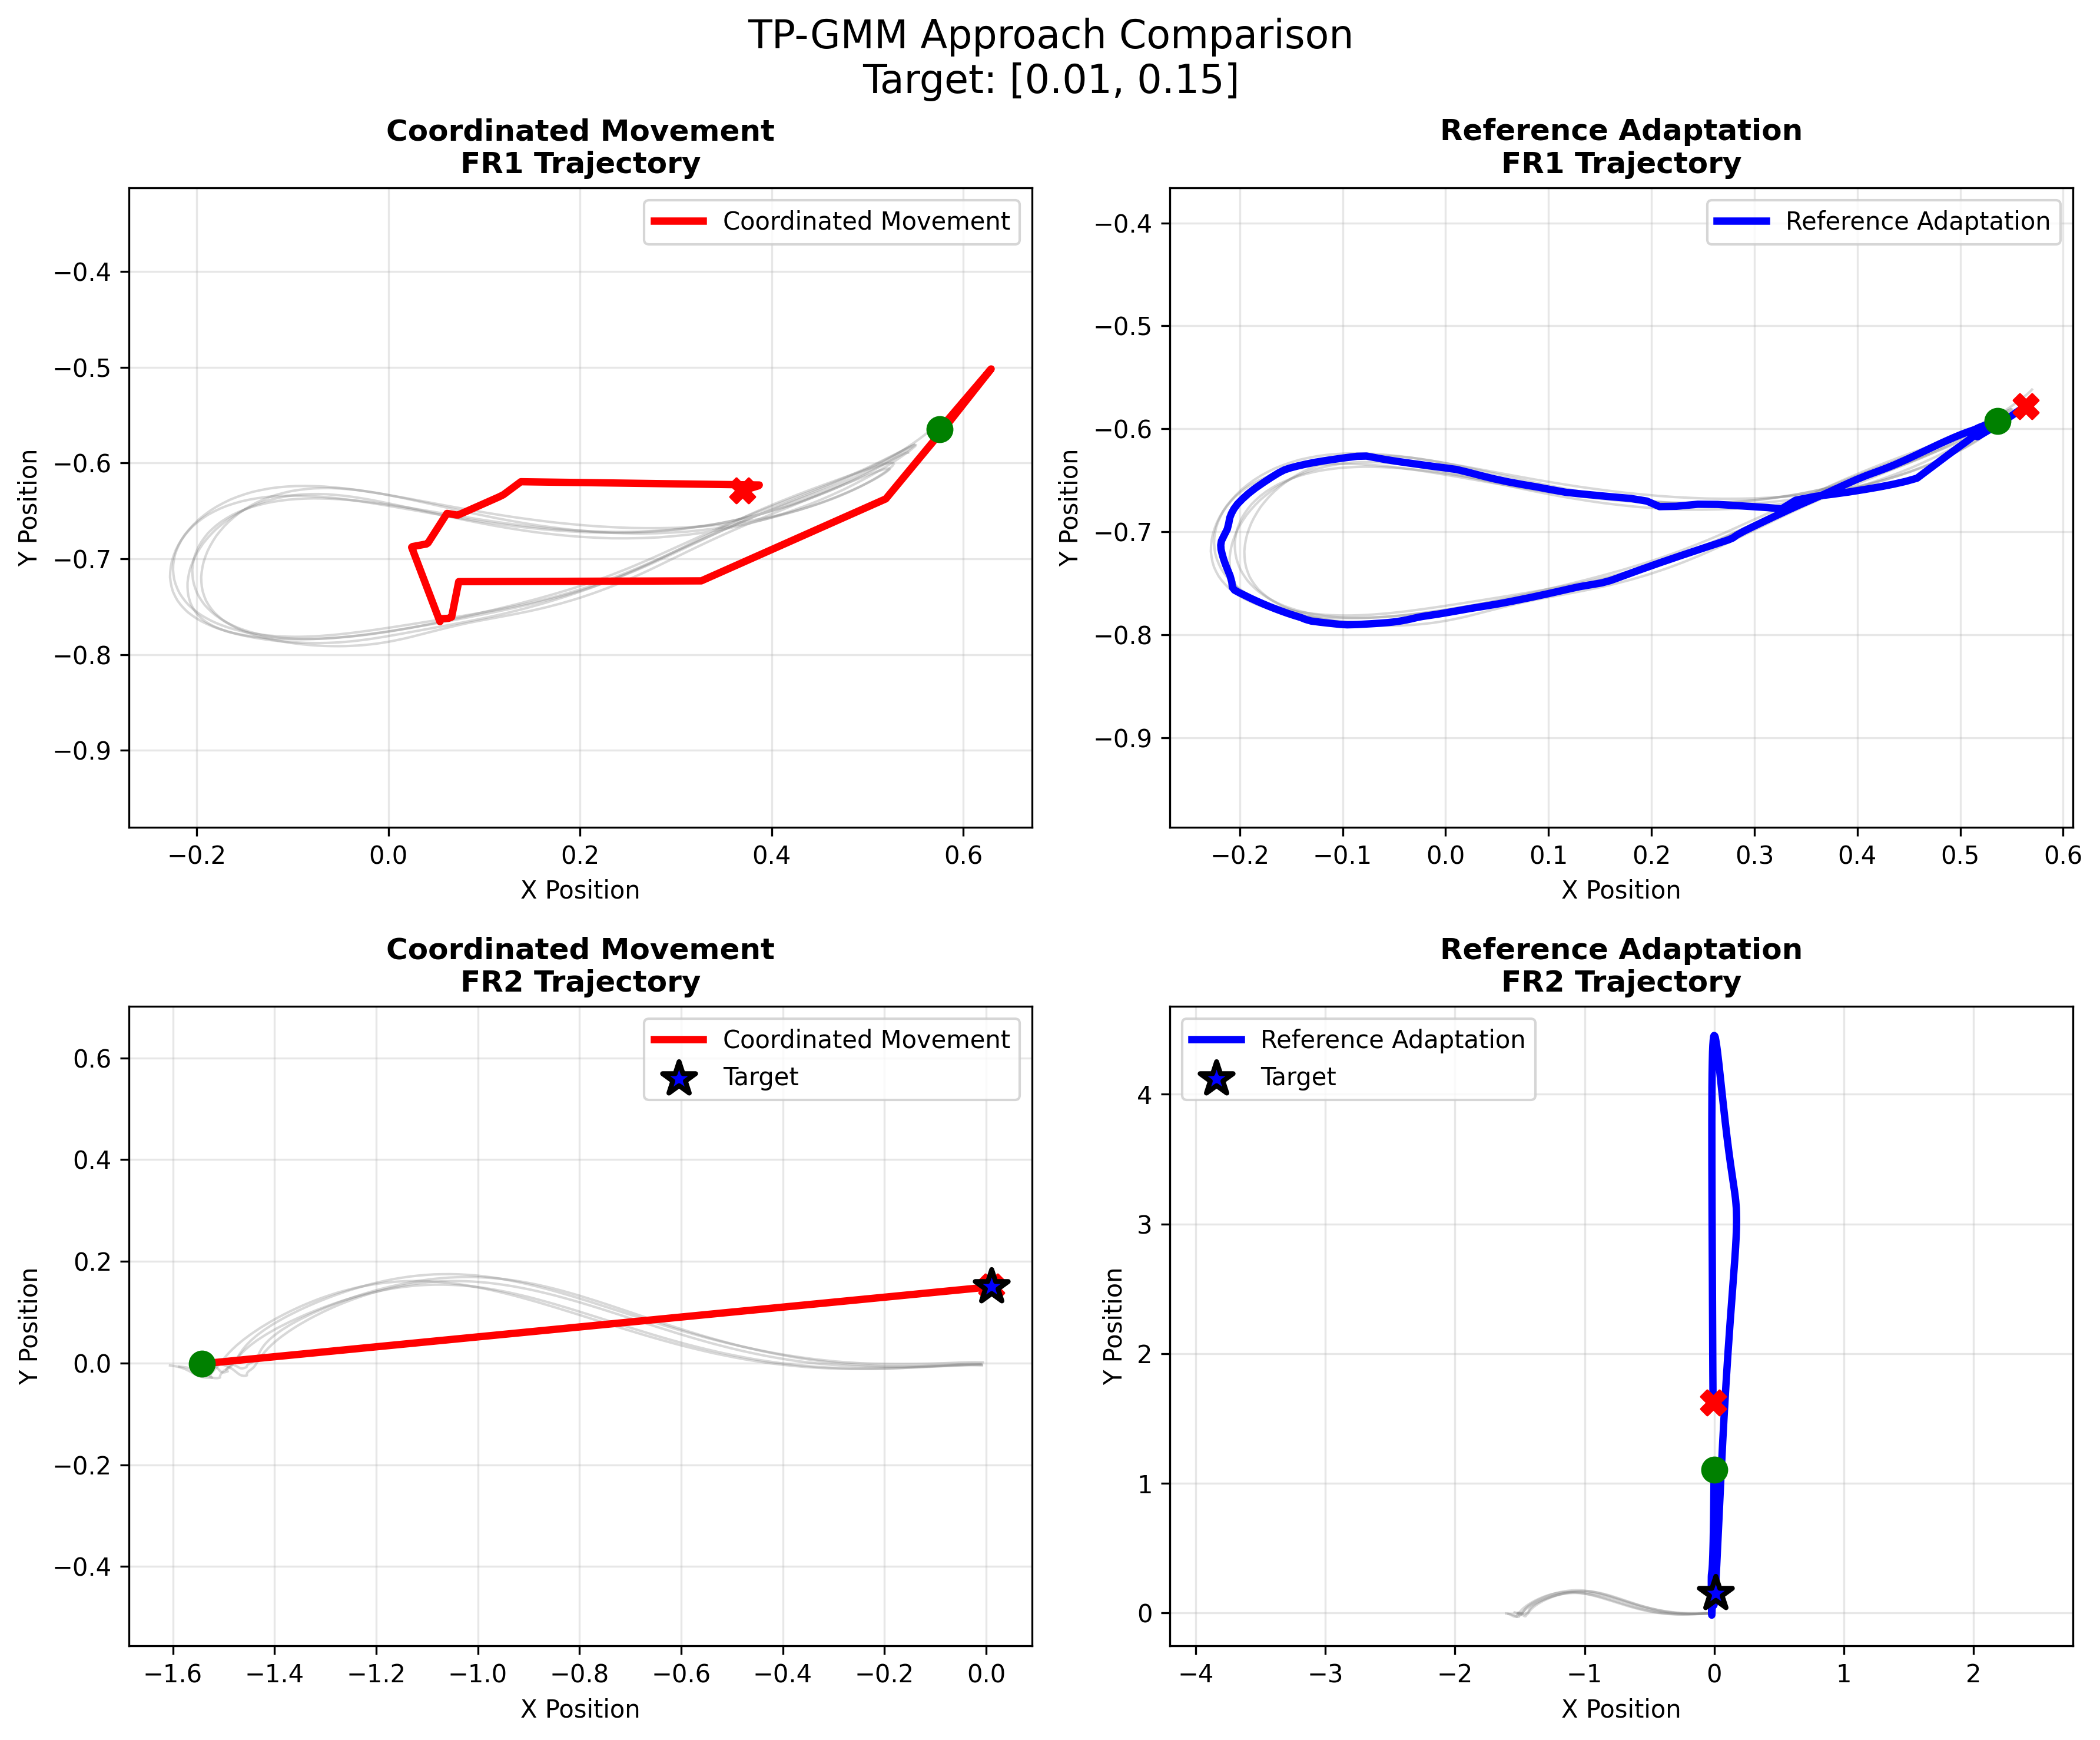 TP-GMM Approach Comparison
Target: [0.01, 0.15]
Coordinated Movement
FR1 Trajectory
Coordinated Movement
−0.4
−0.5
−0.6
−0.7
−0.8
−0.9
Y Position
−0.2
0.0
0.2
0.4
0.6
X Position
Reference Adaptation
FR1 Trajectory
Reference Adaptation
−0.4
−0.5
−0.6
−0.7
−0.8
−0.9
Y Position
−0.2
−0.1
0.0
0.1
0.2
0.3
0.4
0.5
0.6
X Position
Coordinated Movement
FR2 Trajectory
Coordinated Movement
Target
0.6
0.4
0.2
0.0
−0.2
−0.4
Y Position
−1.6
−1.4
−1.2
−1.0
−0.8
−0.6
−0.4
−0.2
0.0
X Position
Reference Adaptation
FR2 Trajectory
Reference Adaptation
Target
4
3
2
1
0
Y Position
−4
−3
−2
−1
0
1
2
X Position